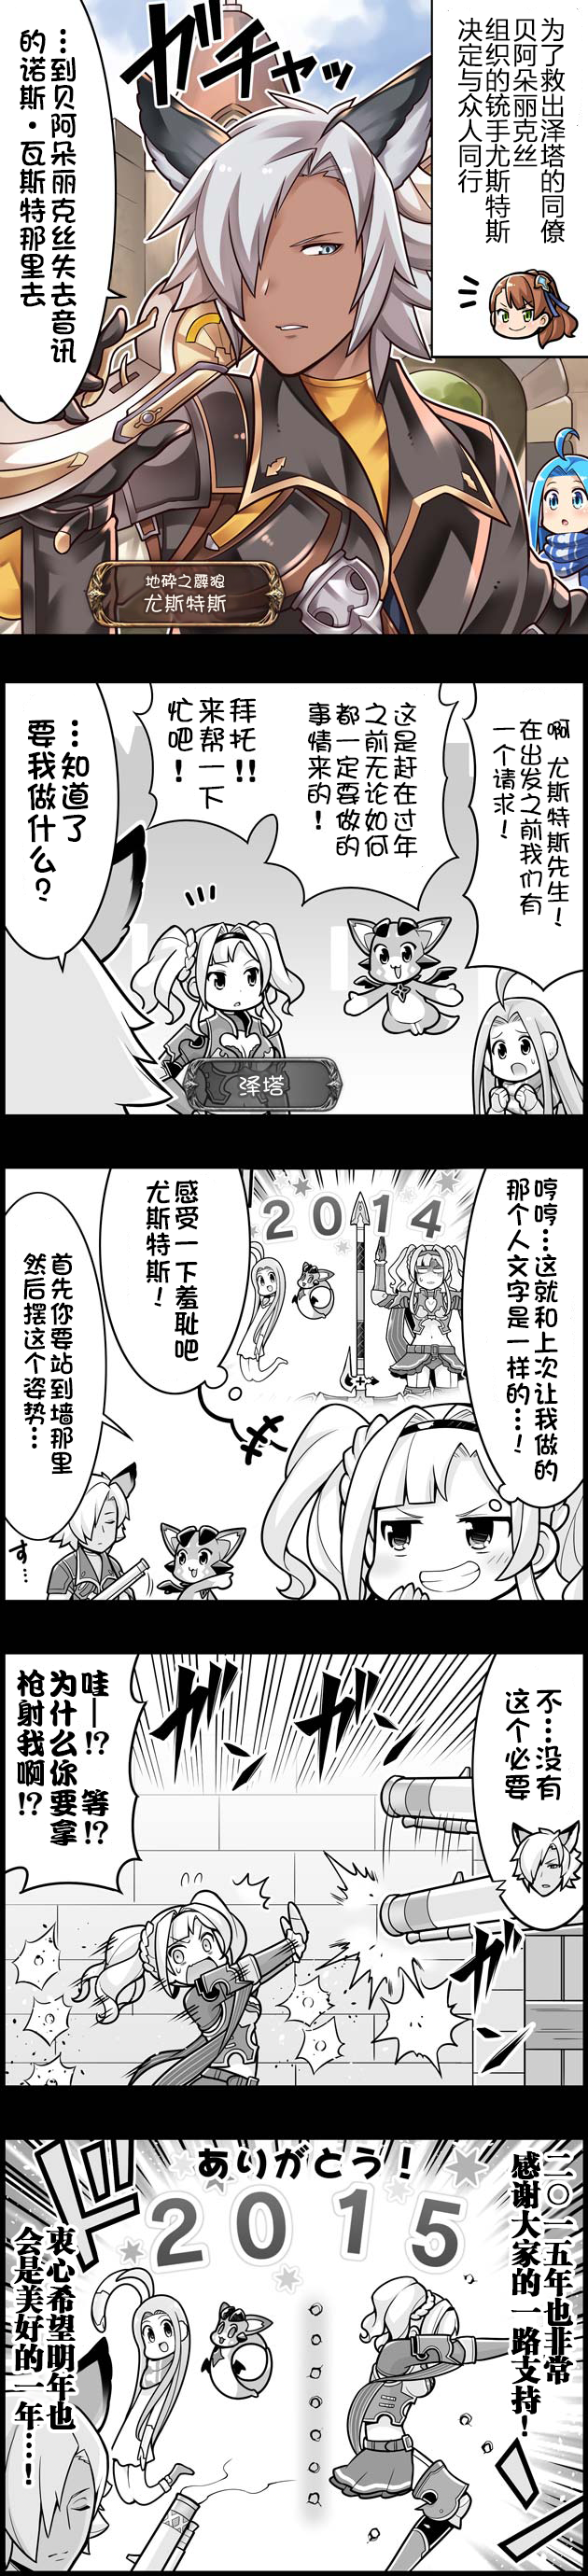 为了救出泽塔的同僚
贝阿朵丽克丝
组织的铳手尤斯特斯
决定与众人同行
ガチャッ
…到贝阿朵丽克丝失去音讯
的诺斯·瓦斯特那里去
地砕之霹狼
尤斯特斯
啊 尤斯特斯先生！
在出发之前我们有
一个请求！
这是赶在过年
之前无论如何
都一定要做的
事情来的！
拜托!!
来帮一下
忙吧！
…知道了
要我做什么？
泽塔
哼哼…这就和上次让我做的
那个人文字是一样的…！
2014
感受一下羞耻吧
尤斯特斯！
首先你要站到墙那里
然后摆这个姿势…
す…
不…没有
这个必要
ガン
ガン
ガン
哇—!? 等!?
为什么你要拿
枪射我啊!?
ありがとう！
2015
二〇一五年也非常
感谢大家的一路支持！
ドドン
衷心希望明年也
会是美好的一年…！